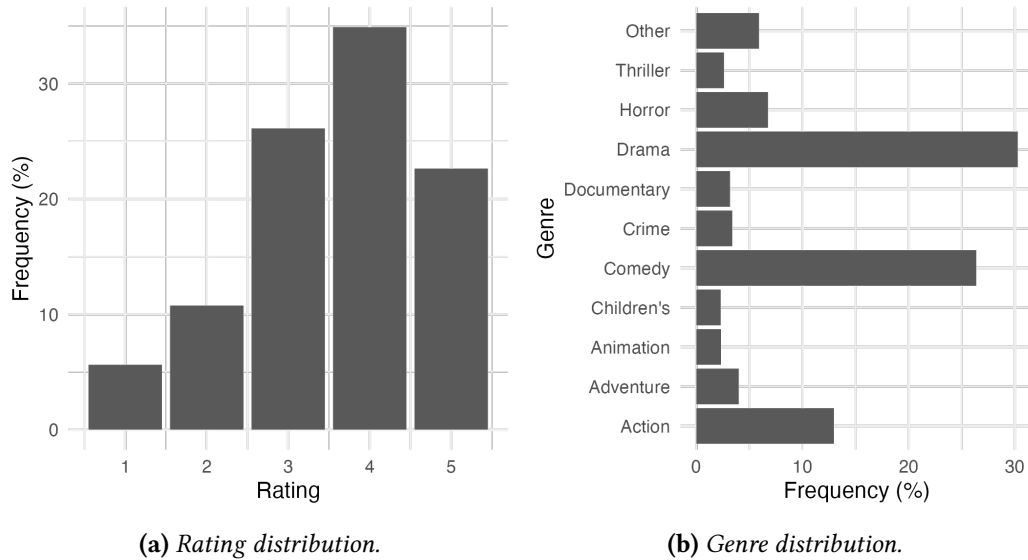 30
20
10
0
Frequency (%)
1 2 3 4 5
Rating
(a) Rating distribution.
Other
Thriller
Horror
Drama
Documentary
Crime
Comedy
Children's
Animation
Adventure
Action
Genre
0 10 20 30
Frequency (%)
(b) Genre distribution.